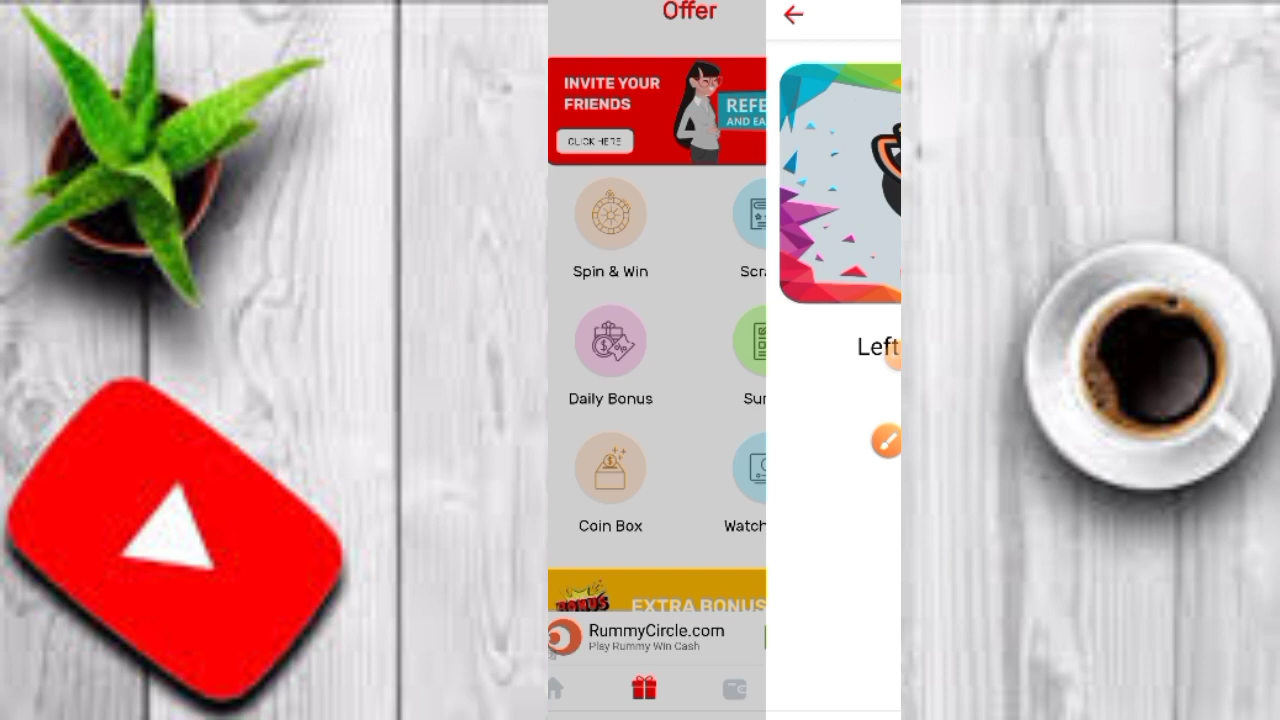 Offer
INVITE YOUR
FRIENDS
REFE
AND EA
CLICK HERE
Spin & Win
Scra
Daily Bonus
Sur
Coin Box
Watch
BONUS
EXTRA BONUS
RummyCircle.com
Play Rummy Win Cash
Left